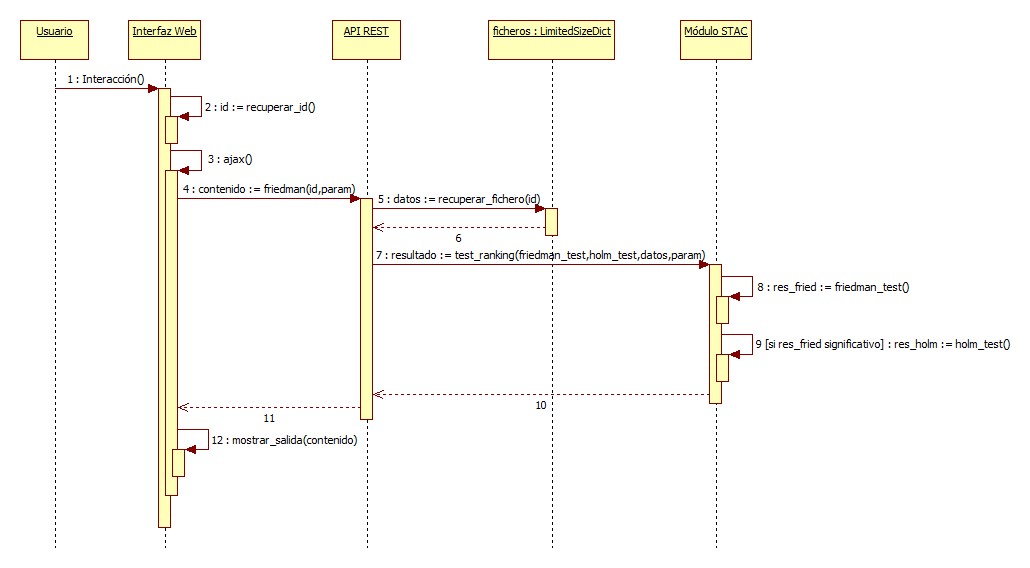 Usuario
Interfaz Web
API REST
ficheros : LimitedSizeDict
Módulo STAC
1 : Interacción()
2 : id := recuperar_id()
3 : ajax()
4 : contenido := friedman(id,param)
5 : datos := recuperar_fichero(id)
6
7 : resultado := test_ranking(friedman_test,holm_test,datos,param)
8 : res_fried := friedman_test()
9 [si res_fried significativo] : res_holm := holm_test()
10
11
12 : mostrar_salida(contenido)